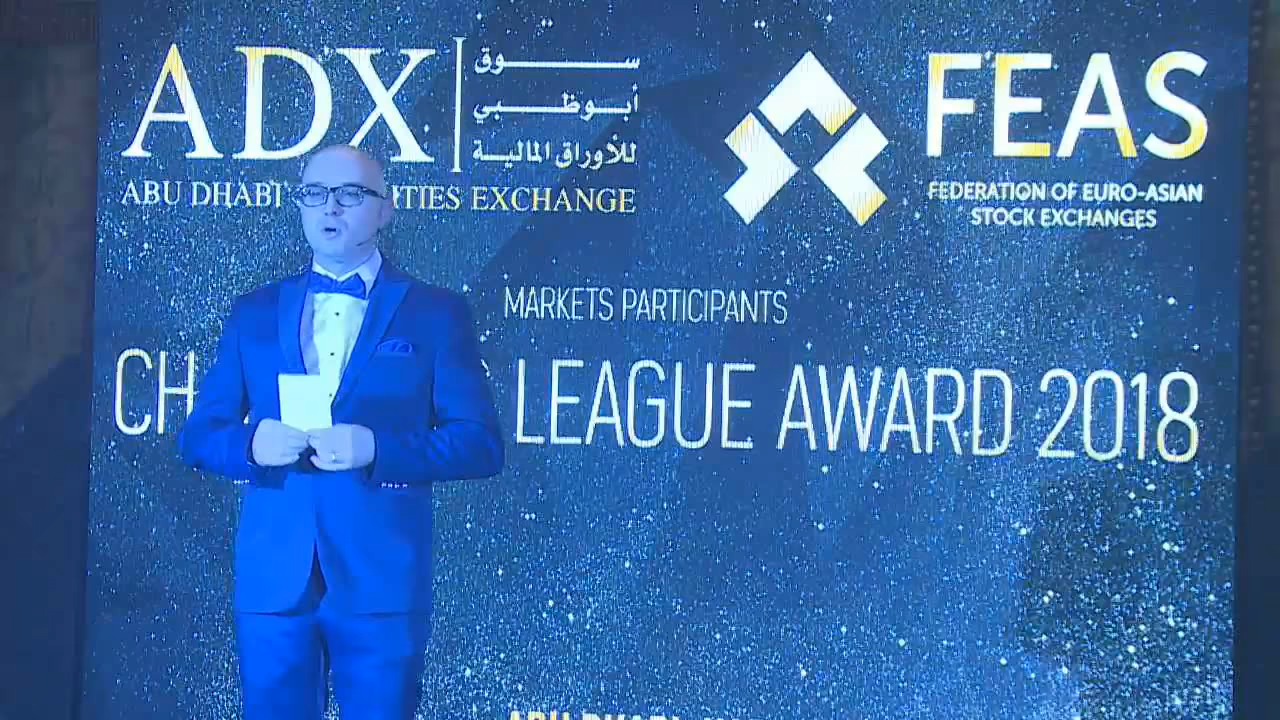 ADX
سوق
أبوظبي
للأوراق المالية
ABU DHABI ITIES EXCHANGE
FEAS
FEDERATION OF EURO-ASIAN
STOCK EXCHANGES
MARKETS PARTICIPANTS
CH LEAGUE AWARD 2018